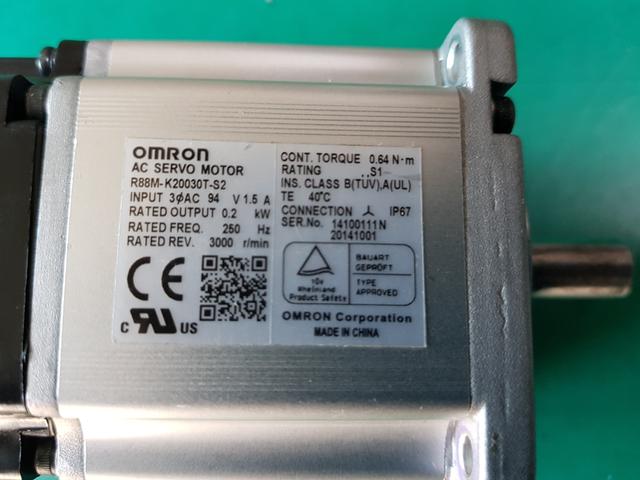 OMRON
AC SERVO MOTOR
R88M-K20030T-S2
INPUT 3ϕAC 94 V 1.5 A
RATED OUTPUT 0.2 kW
RATED FREQ. 250 Hz
RATED REV. 3000 r/min
CE
C UR US
CONT. TORQUE 0.64 N·m
RATING S1
INS. CLASS B(TÜV),A(UL)
TE 40°C
CONNECTION 人 IP67
SER.No. 14100111N
20141001
TÜV
Rheinland
Product Safety
BAUART
GEPRÜFT
TYPE
APPROVED
OMRON Corporation
MADE IN CHINA